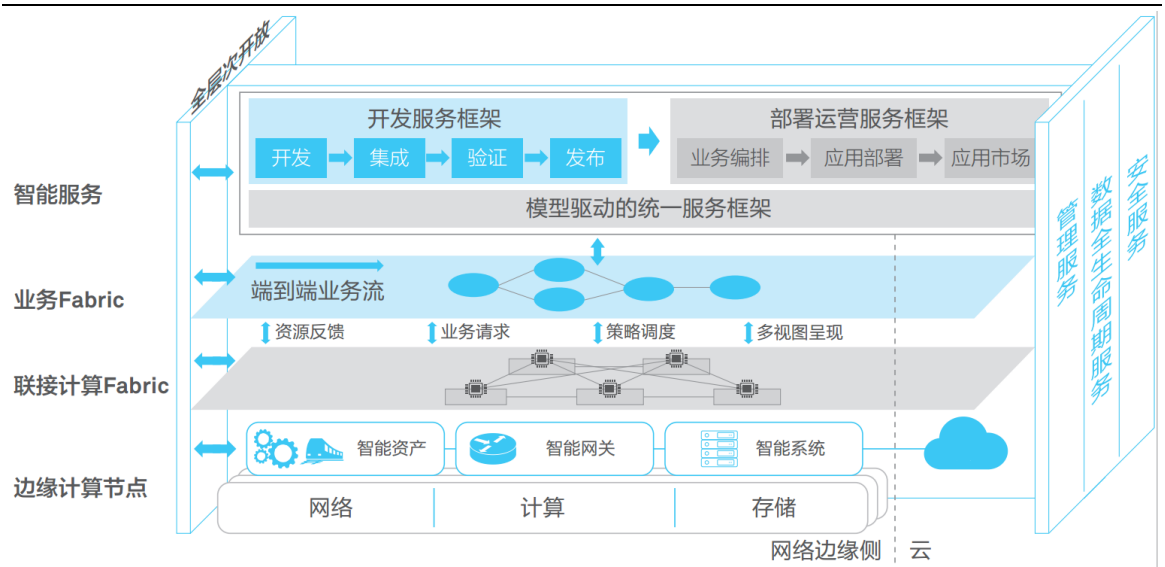 全层次开放
开发服务框架
部署运营服务框架
开发
集成
验证
发布
业务编排
应用部署
应用市场
模型驱动的统一服务框架
智能服务
管理服务
数据全生命周期服务
安全服务
业务Fabric
端到端业务流
资源反馈
业务请求
策略调度
多视图呈现
联接计算Fabric
智能资产
智能网关
智能系统
边缘计算节点
网络
计算
存储
网络边缘侧
云